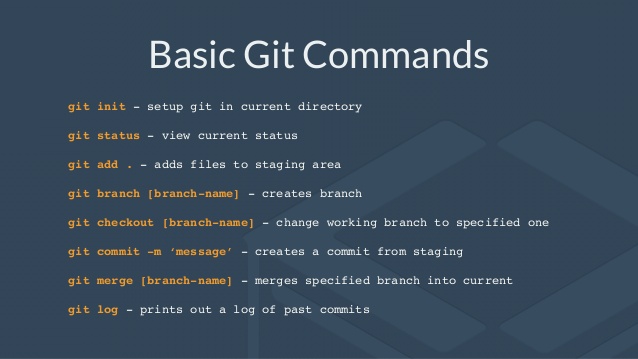 Basic Git Commands
git init - setup git in current directory
git status - view current status
git add . - adds files to staging area
git branch [branch-name] - creates branch
git checkout [branch-name] - change working branch to specified one
git commit -m ‘message’ - creates a commit from staging
git merge [branch-name] - merges specified branch into current
git log - prints out a log of past commits